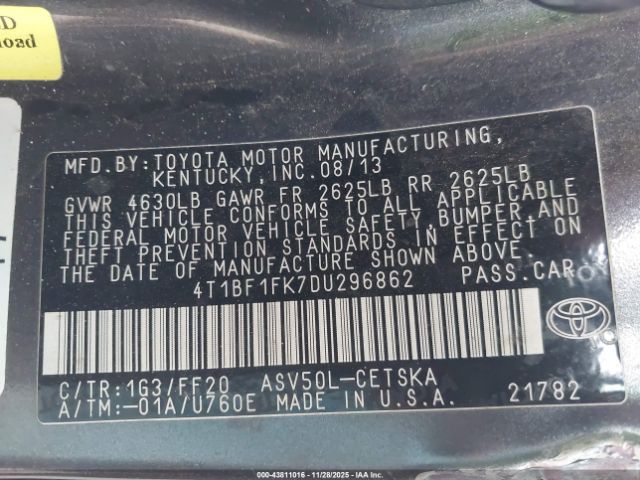 oad
MFD.BY:TOYOTA MOTOR MANUFACTURING,
KENTUCKY,INC.08/13
GVWR 4630LB GAWR FR 2625LB RR 2625LB
THIS VEHICLE CONFORMS TO ALL APPLICABLE
FEDERAL MOTOR VEHICLE SAFETY,BUMPER,AND
THEFT PREVENTION STANDARDS IN EFFECT ON
THE DATE OF MANUFACTURE SHOWN ABOVE.
4T1BF1FK7DU296862 PASS.CAR
C/TR:1G3/FF20 ASV50L-CETSKA
A/TM:-01A/U760E MADE IN U.S.A. 21782
000-43811016 | 11/28/2025 - IAA Inc.